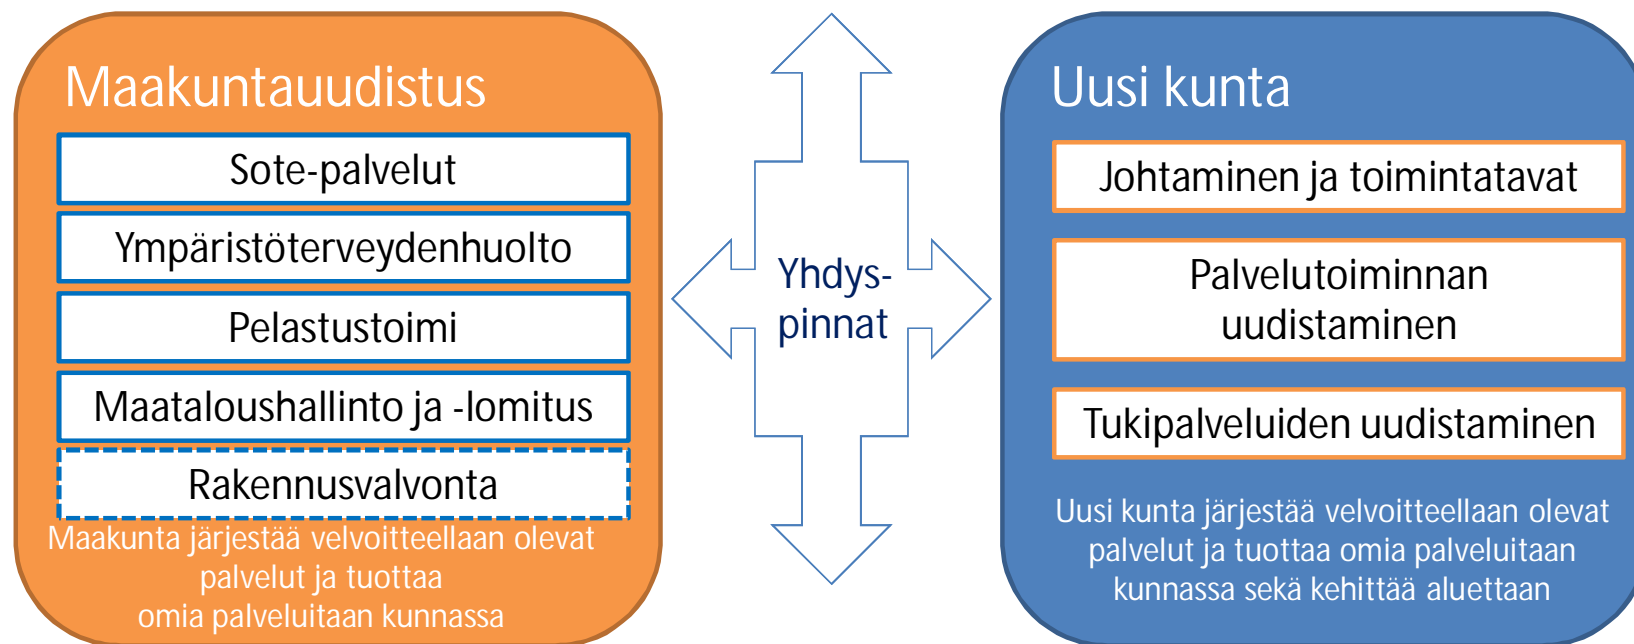 Maakuntauudistus
Sote-palvelut
Ympäristöterveydenhuolto
Pelastustoimi
Maataloushallinto ja -lomitus
Rakennusvalvonta
Maakunta järjestää velvoitteellaan olevat
palvelut ja tuottaa
omia palveluitaan kunnassa
Yhdys-
pinnat
Uusi kunta
Johtaminen ja toimintatavat
Palvelutoiminnan
uudistaminen
Tukipalveluiden uudistaminen
Uusi kunta järjestää velvoitteellaan olevat
palvelut ja tuottaa omia palveluitaan
kunnassa sekä kehittää aluettaan